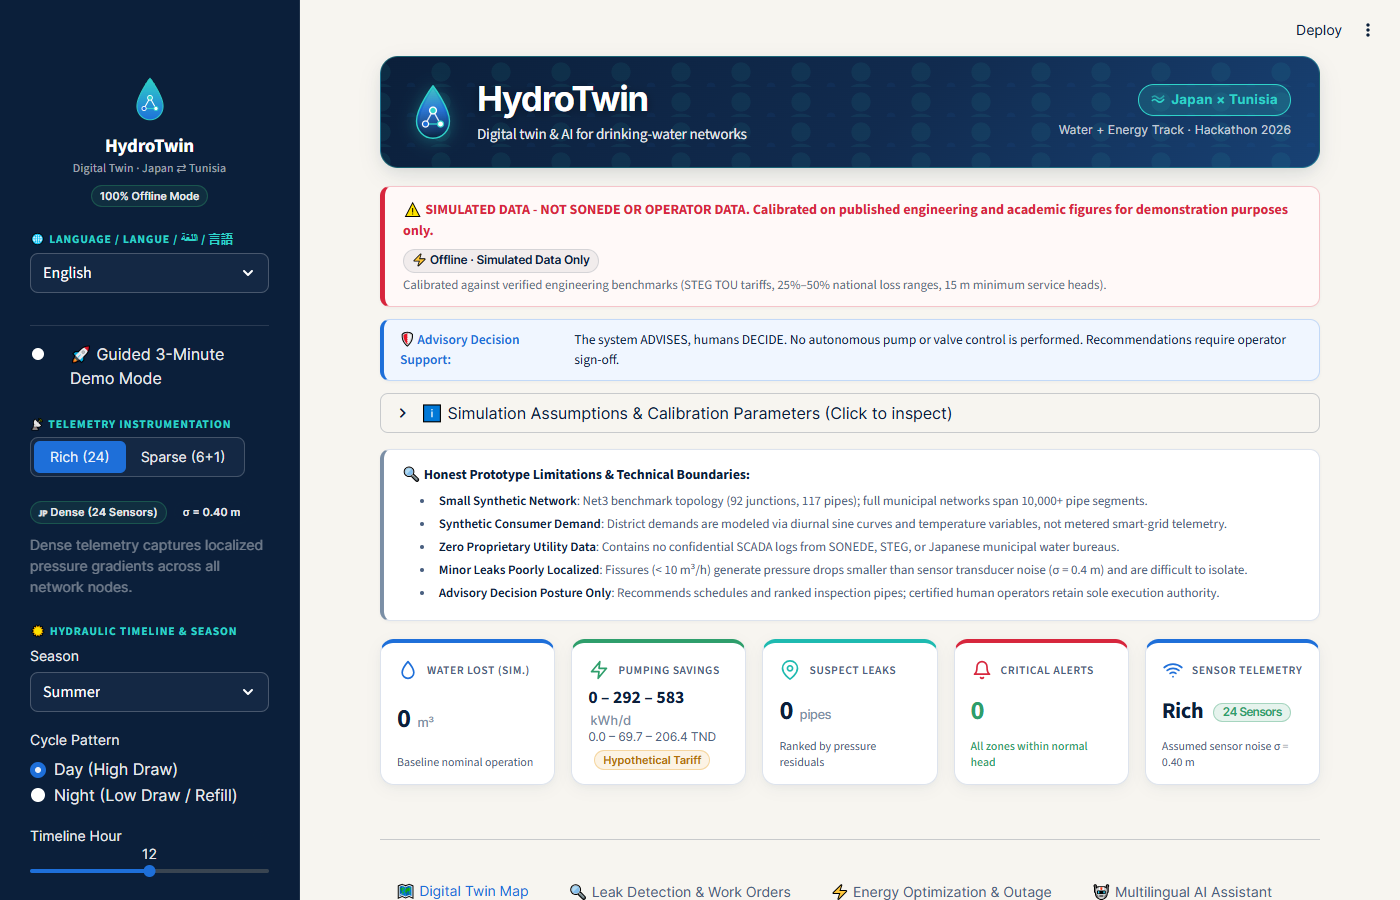 Deploy
HydroTwin
Digital Twin · Japan ⇄ Tunisia
100% Offline Mode
LANGUAGE / LANGUE / اللغة / 言語
English
🚀 Guided 3-Minute
Demo Mode
TELEMETRY INSTRUMENTATION
Rich (24)
Sparse (6+1)
JP Dense (24 Sensors)
σ = 0.40 m
Dense telemetry captures localized
pressure gradients across all
network nodes.
HYDRAULIC TIMELINE & SEASON
Season
Summer
Cycle Pattern
Day (High Draw)
Night (Low Draw / Refill)
Timeline Hour
12
HydroTwin
Digital twin & AI for drinking-water networks
Japan × Tunisia
Water + Energy Track · Hackathon 2026
⚠️ SIMULATED DATA - NOT SONEDE OR OPERATOR DATA. Calibrated on published engineering and academic figures for demonstration purposes
only.
⚡ Offline · Simulated Data Only
Calibrated against verified engineering benchmarks (STEG TOU tariffs, 25%–50% national loss ranges, 15 m minimum service heads).
Advisory Decision
Support:
The system ADVISES, humans DECIDE. No autonomous pump or valve control is performed. Recommendations require operator
sign-off.
ℹ️ Simulation Assumptions & Calibration Parameters (Click to inspect)
🔍 Honest Prototype Limitations & Technical Boundaries:
• Small Synthetic Network: Net3 benchmark topology (92 junctions, 117 pipes); full municipal networks span 10,000+ pipe segments.
• Synthetic Consumer Demand: District demands are modeled via diurnal sine curves and temperature variables, not metered smart-grid telemetry.
• Zero Proprietary Utility Data: Contains no confidential SCADA logs from SONEDE, STEG, or Japanese municipal water bureaus.
• Minor Leaks Poorly Localized: Fissures (< 10 m³/h) generate pressure drops smaller than sensor transducer noise (σ = 0.4 m) and are difficult to isolate.
• Advisory Decision Posture Only: Recommends schedules and ranked inspection pipes; certified human operators retain sole execution authority.
WATER LOST (SIM.)
0 m³
Baseline nominal operation
PUMPING SAVINGS
0 – 292 – 583
kWh/d
0.0 – 69.7 – 206.4 TND
Hypothetical Tariff
SUSPECT LEAKS
0 pipes
Ranked by pressure
residuals
CRITICAL ALERTS
0
All zones within normal
head
SENSOR TELEMETRY
Rich 24 Sensors
Assumed sensor noise σ =
0.40 m
Digital Twin Map
Leak Detection & Work Orders
Energy Optimization & Outage
Multilingual AI Assistant